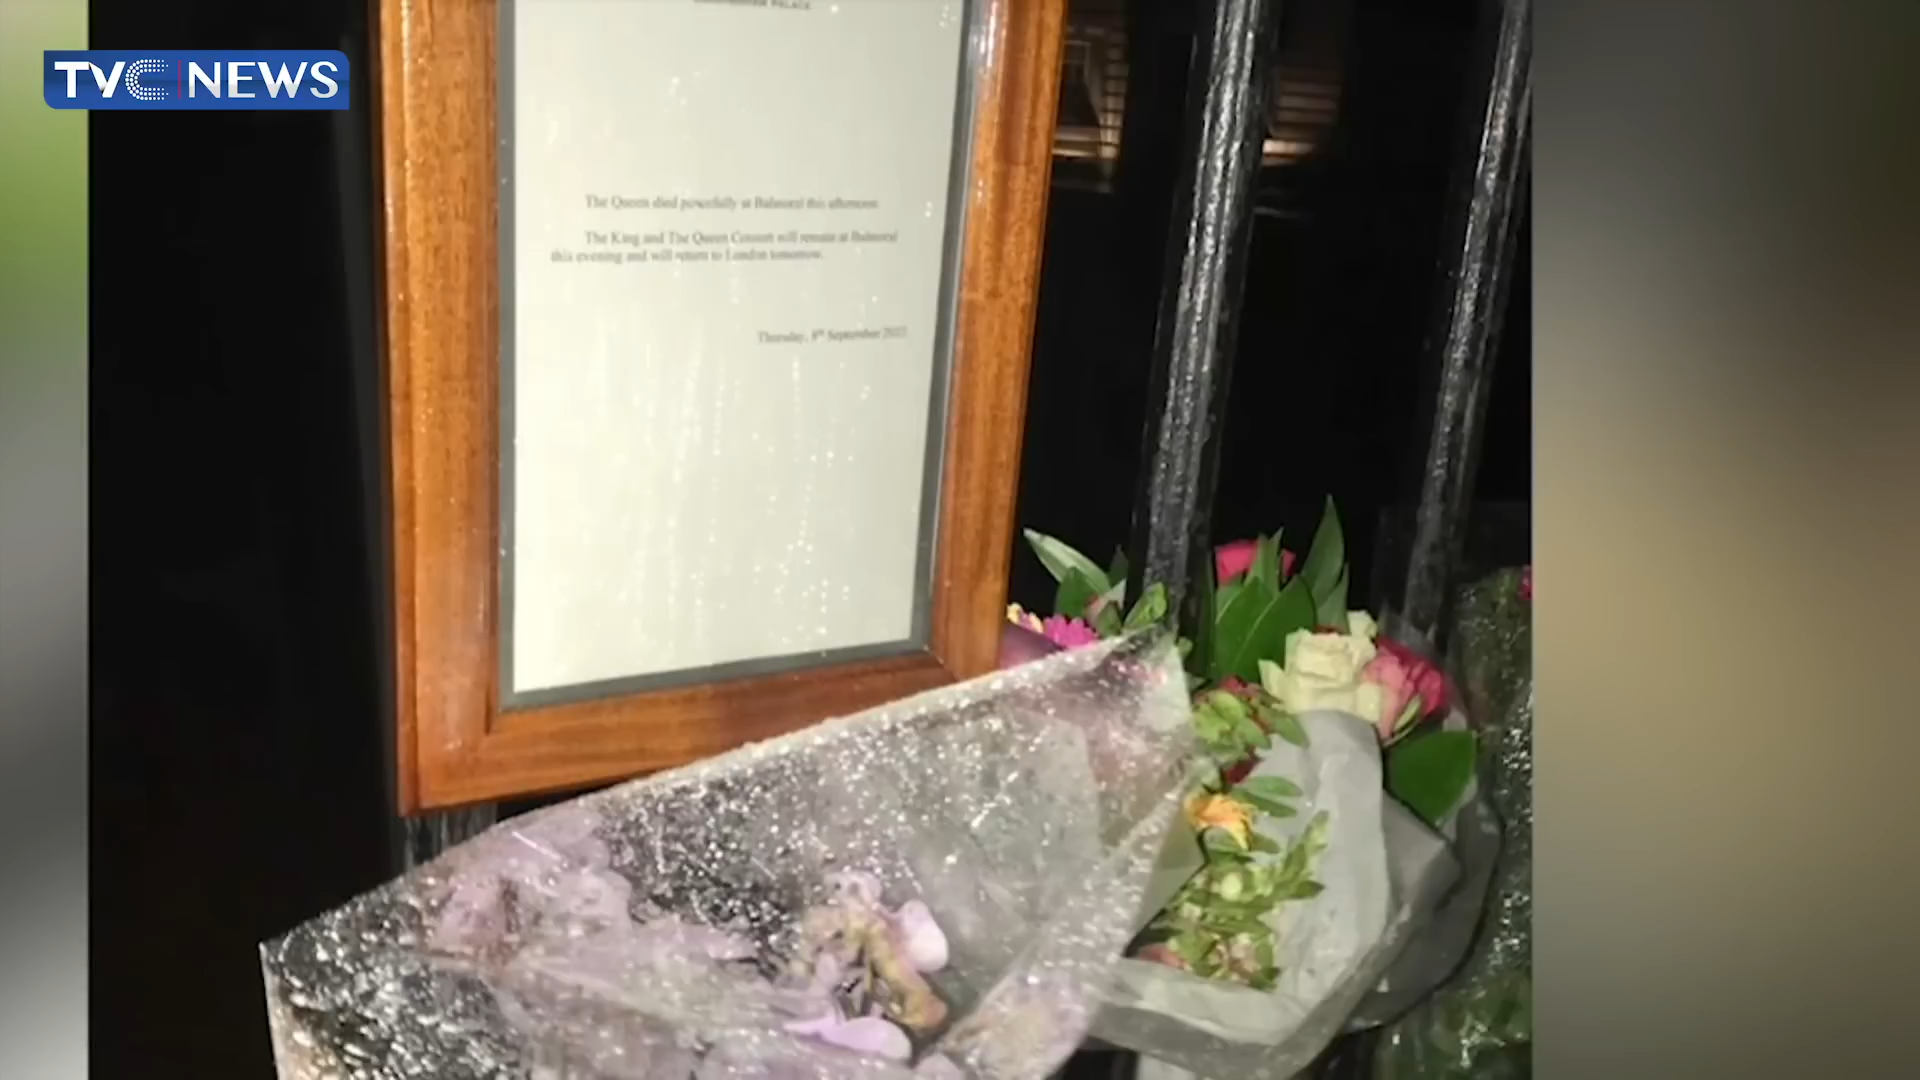 TVC NEWS
PALACE
The Queen died peacefully at Balmoral this afternoon.
The King and The Queen Consort will remain at Balmoral
this evening and will return to London tomorrow.
Thursday, 8th September 2022